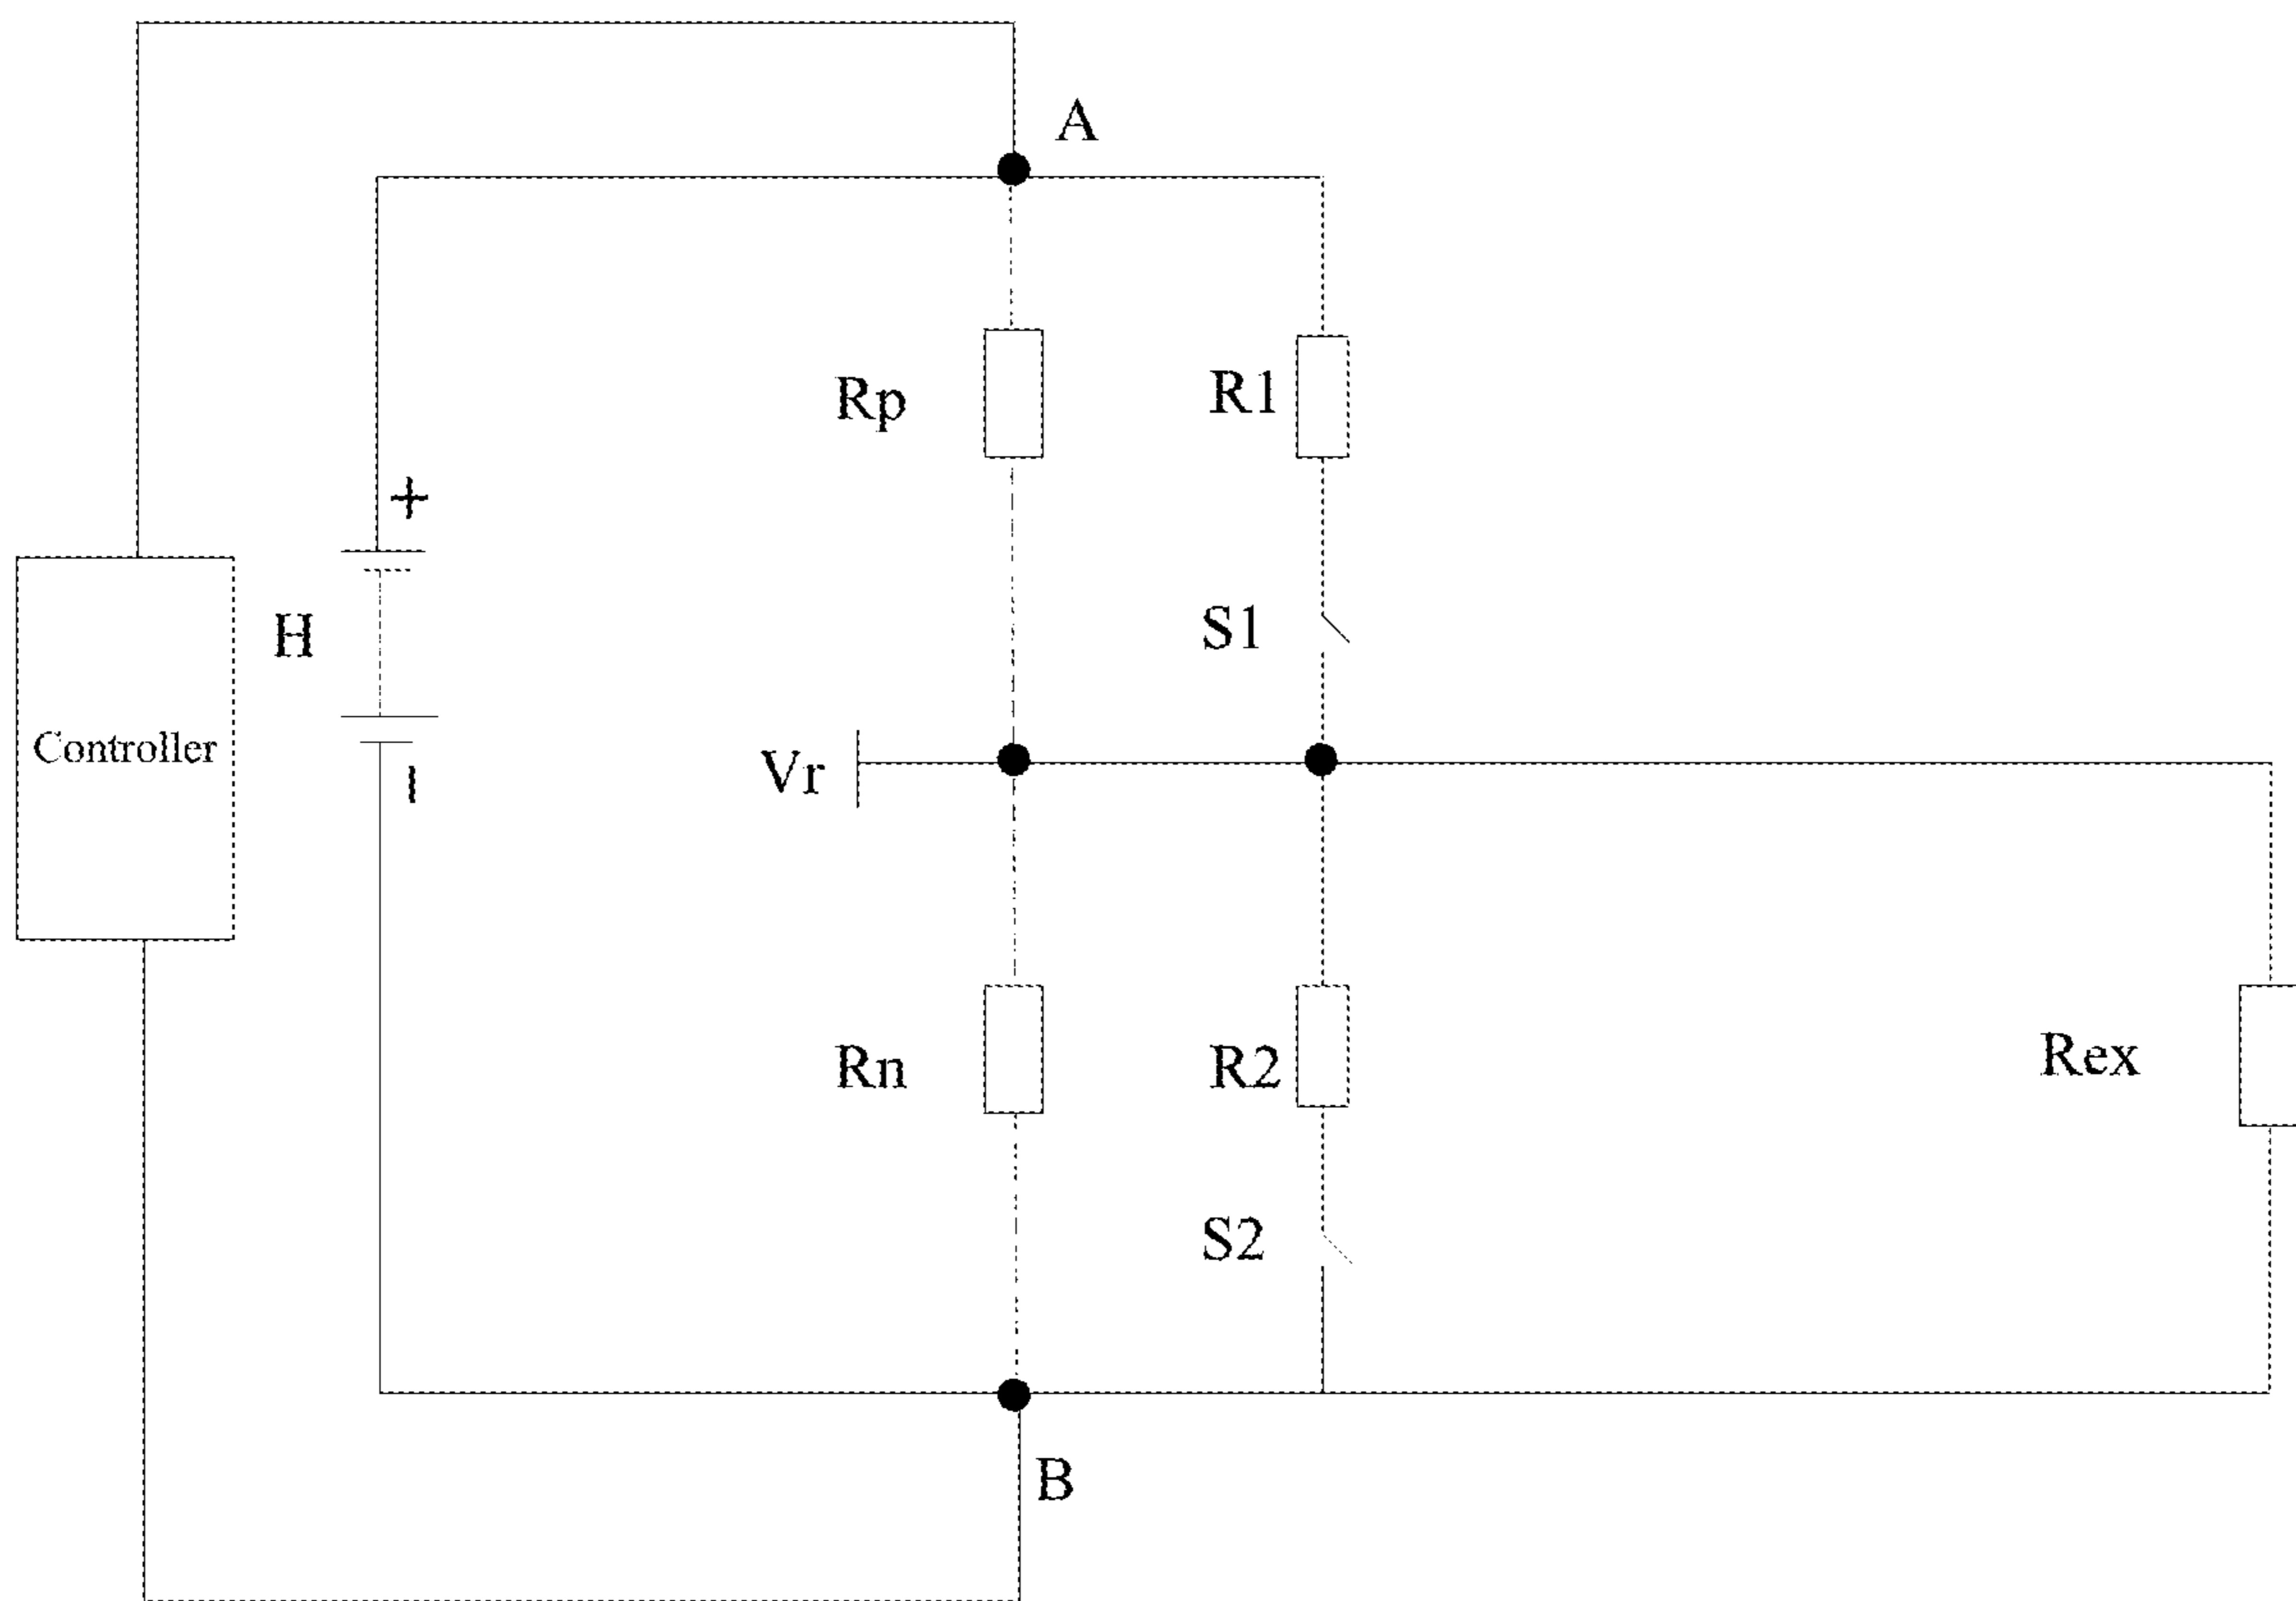 A
Rp
R1
+
H
S1
Controller
Vr
−
Rn
R2
Rex
S2
B